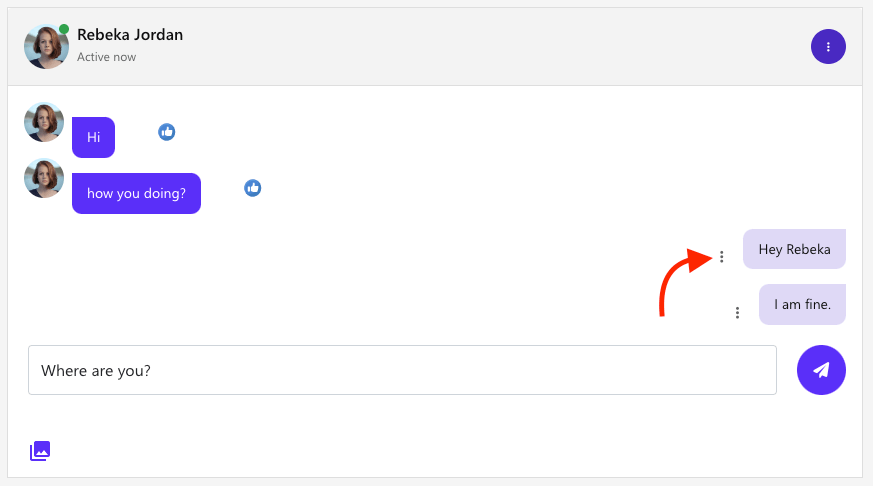 Rebeka Jordan
Active now
Hi
how you doing?
Hey Rebeka
I am fine.
Where are you?